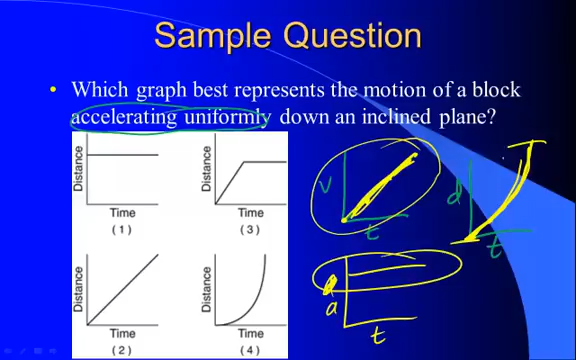 Sample Question
• Which graph best represents the motion of a block
accelerating uniformly down an inclined plane?
Distance
Time
(1)
Distance
Time
(3)
Distance
Time
(2)
Distance
Time
(4)
v
t
d
t
a
t